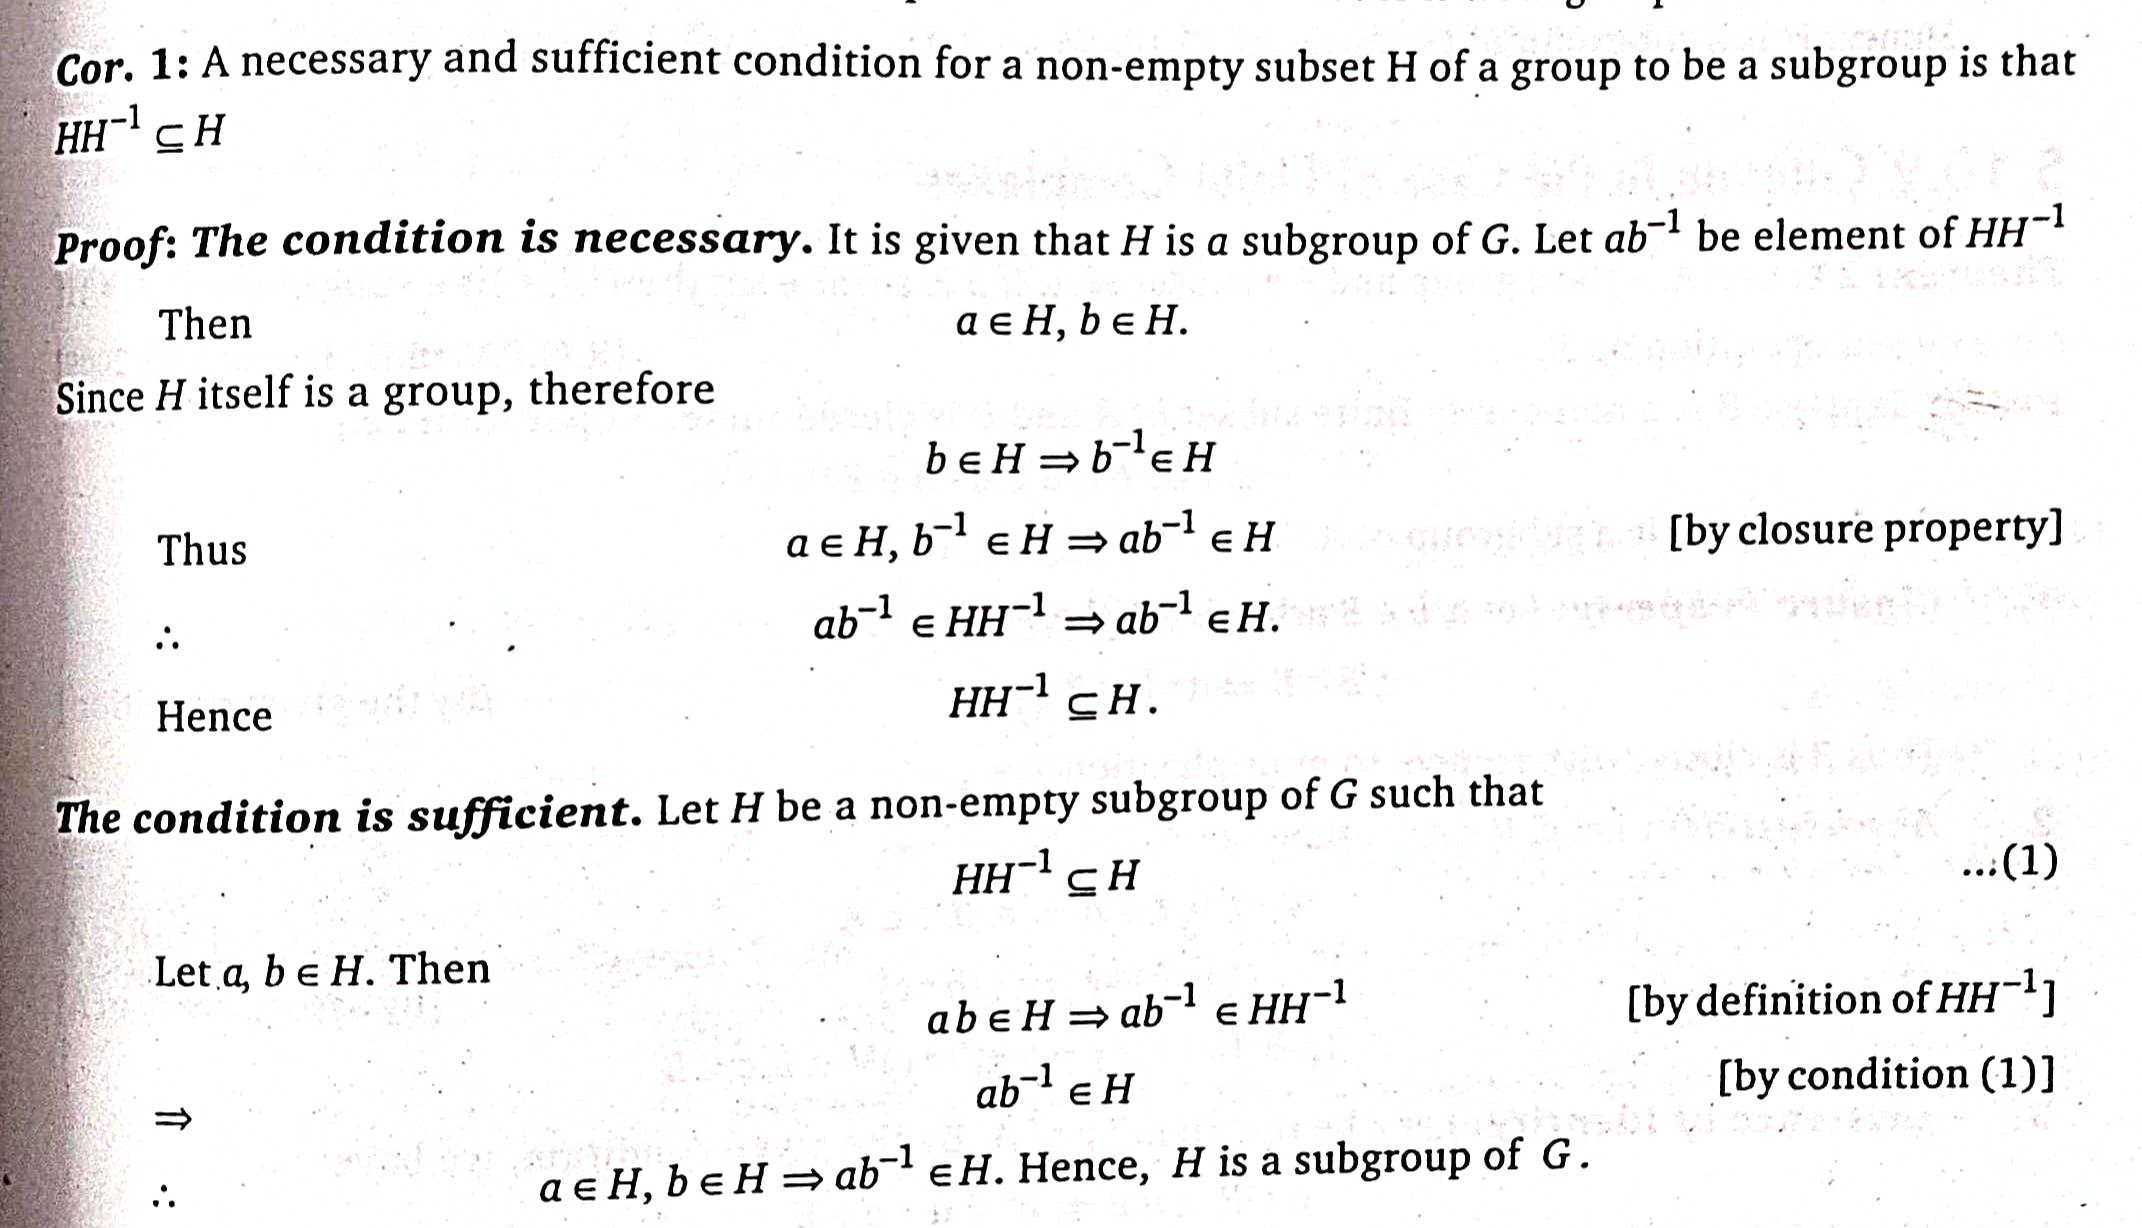 Cor. 1: A necessary and sufficient condition for a non-empty subset H of a group to be a subgroup is that
HH⁻¹ ⊆ H
Proof: The condition is necessary. It is given that H is a subgroup of G. Let ab⁻¹ be element of HH⁻¹
Then a ∈ H, b ∈ H.
Since H itself is a group, therefore
b ∈ H ⇒ b⁻¹ ∈ H
Thus a ∈ H, b⁻¹ ∈ H ⇒ ab⁻¹ ∈ H [by closure property]
∴ ab⁻¹ ∈ HH⁻¹ ⇒ ab⁻¹ ∈ H.
Hence HH⁻¹ ⊆ H.
The condition is sufficient. Let H be a non-empty subgroup of G such that
HH⁻¹ ⊆ H ...(1)
Let a, b ∈ H. Then
ab ∈ H ⇒ ab⁻¹ ∈ HH⁻¹ [by definition of HH⁻¹]
⇒ ab⁻¹ ∈ H [by condition (1)]
∴ a ∈ H, b ∈ H ⇒ ab⁻¹ ∈ H. Hence, H is a subgroup of G.